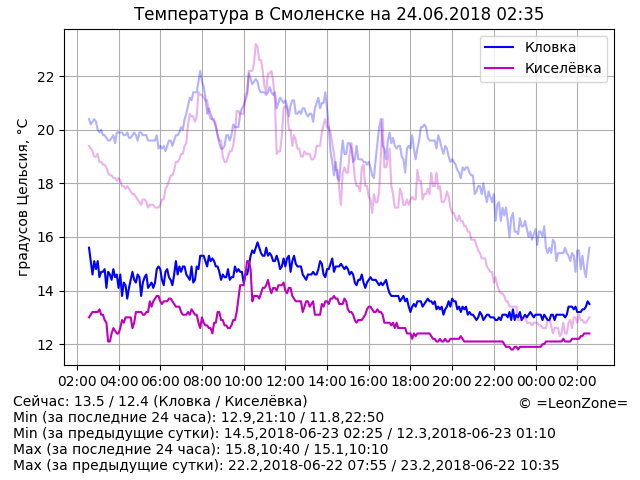 Температура в Смоленске на 24.06.2018 02:35
Кловка
Киселёвка
градусов Цельсия, °C
22
20
18
16
14
12
02:00 04:00 06:00 08:00 10:00 12:00 14:00 16:00 18:00 20:00 22:00 00:00 02:00
Сейчас: 13.5 / 12.4 (Кловка / Киселёвка)
© =LeonZone=
Min (за последние 24 часа): 12.9,21:10 / 11.8,22:50
Min (за предыдущие сутки): 14.5,2018-06-23 02:25 / 12.3,2018-06-23 01:10
Max (за последние 24 часа): 15.8,10:40 / 15.1,10:10
Max (за предыдущие сутки): 22.2,2018-06-22 07:55 / 23.2,2018-06-22 10:35